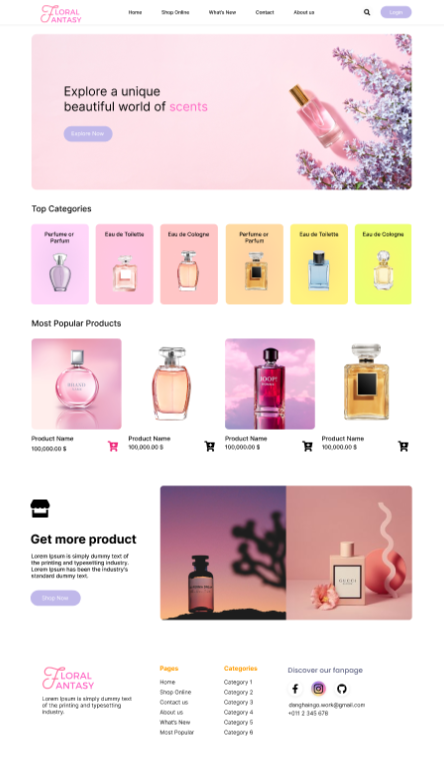 FLORAL
FANTASY
Home
Shop Online
What's New
Contact
About us
Login
Explore a unique
beautiful world of scents
Explore Now
Top Categories
Perfume or
Parfum
Eau de Toilette
Eau de Cologne
Perfume or
Parfum
Eau de Toilette
Eau de Cologne
Most Popular Products
JOOP!
Product Name
100,000.00 $
Product Name
100,000.00 $
Product Name
100,000.00 $
Product Name
100,000.00 $
Get more product
Lorem Ipsum is simply dummy text of
the printing and typesetting industry.
Lorem Ipsum has been the industry's
standard dummy text.
Shop Now
GUCCI
FLORAL
FANTASY
Lorem Ipsum is simply dummy text
of the printing and typesetting
industry.
Pages
Home
Shop Online
Contact us
About us
What's New
Most Popular
Categories
Category 1
Category 2
Category 3
Category 4
Category 5
Category 6
Discover our fanpage
danghaingo.work@gmail.com
+011 2 345 678